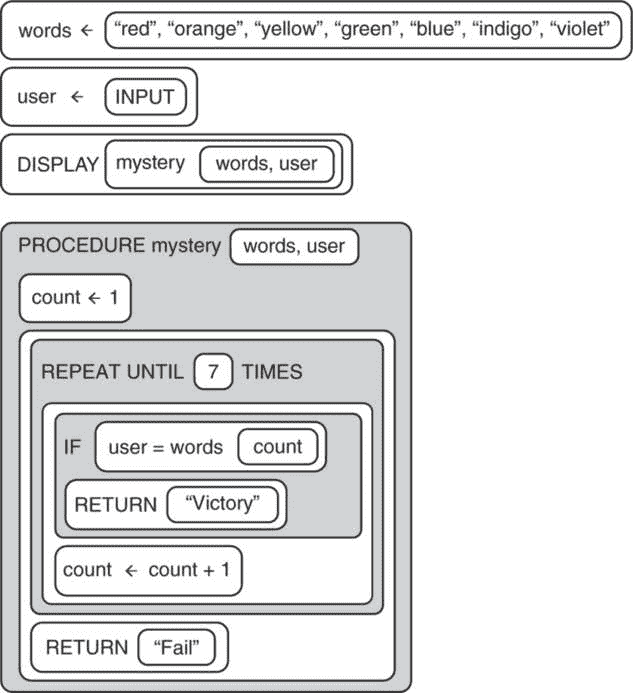 words ← “red”, “orange”, “yellow”, “green”, “blue”, “indigo”, “violet”
user ← INPUT
DISPLAY mystery words, user
PROCEDURE mystery words, user
count ← 1
REPEAT UNTIL 7 TIMES
IF user = words count
RETURN “Victory”
count ← count + 1
RETURN “Fail”